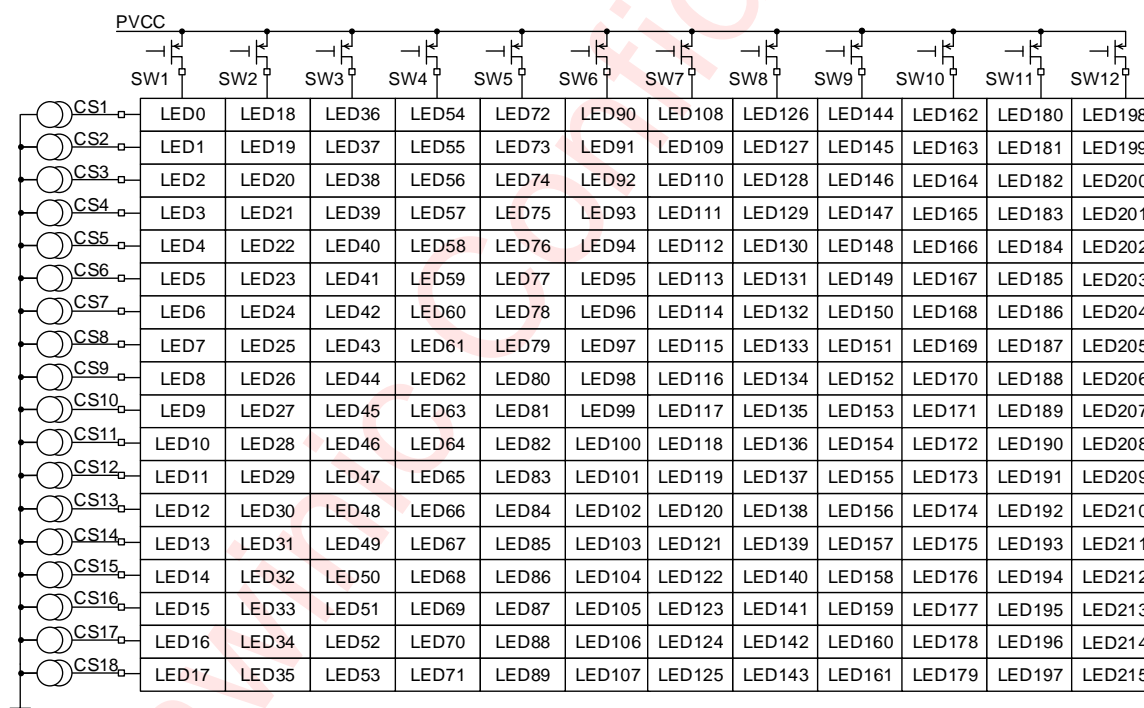 PVCC
SW1 SW2 SW3 SW4 SW5 SW6 SW7 SW8 SW9 SW10 SW11 SW12
CS1 LED0 LED18 LED36 LED54 LED72 LED90 LED108 LED126 LED144 LED162 LED180 LED198
CS2 LED1 LED19 LED37 LED55 LED73 LED91 LED109 LED127 LED145 LED163 LED181 LED199
CS3 LED2 LED20 LED38 LED56 LED74 LED92 LED110 LED128 LED146 LED164 LED182 LED200
CS4 LED3 LED21 LED39 LED57 LED75 LED93 LED111 LED129 LED147 LED165 LED183 LED201
CS5 LED4 LED22 LED40 LED58 LED76 LED94 LED112 LED130 LED148 LED166 LED184 LED202
CS6 LED5 LED23 LED41 LED59 LED77 LED95 LED113 LED131 LED149 LED167 LED185 LED203
CS7 LED6 LED24 LED42 LED60 LED78 LED96 LED114 LED132 LED150 LED168 LED186 LED204
CS8 LED7 LED25 LED43 LED61 LED79 LED97 LED115 LED133 LED151 LED169 LED187 LED205
CS9 LED8 LED26 LED44 LED62 LED80 LED98 LED116 LED134 LED152 LED170 LED188 LED206
CS10 LED9 LED27 LED45 LED63 LED81 LED99 LED117 LED135 LED153 LED171 LED189 LED207
CS11 LED10 LED28 LED46 LED64 LED82 LED100 LED118 LED136 LED154 LED172 LED190 LED208
CS12 LED11 LED29 LED47 LED65 LED83 LED101 LED119 LED137 LED155 LED173 LED191 LED209
CS13 LED12 LED30 LED48 LED66 LED84 LED102 LED120 LED138 LED156 LED174 LED192 LED210
CS14 LED13 LED31 LED49 LED67 LED85 LED103 LED121 LED139 LED157 LED175 LED193 LED211
CS15 LED14 LED32 LED50 LED68 LED86 LED104 LED122 LED140 LED158 LED176 LED194 LED212
CS16 LED15 LED33 LED51 LED69 LED87 LED105 LED123 LED141 LED159 LED177 LED195 LED213
CS17 LED16 LED34 LED52 LED70 LED88 LED106 LED124 LED142 LED160 LED178 LED196 LED214
CS18 LED17 LED35 LED53 LED71 LED89 LED107 LED125 LED143 LED161 LED179 LED197 LED215